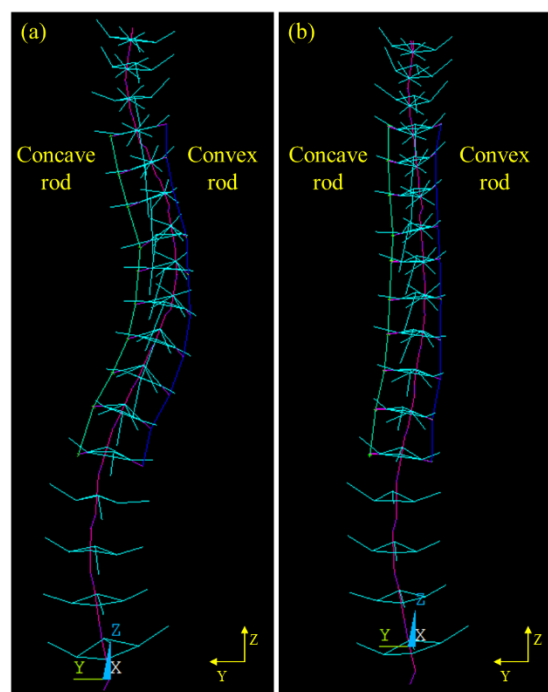 (a)
Concave
rod
Convex
rod
Z
Y
X
Z
Y
(b)
Concave
rod
Convex
rod
Z
Y
X
Z
Y